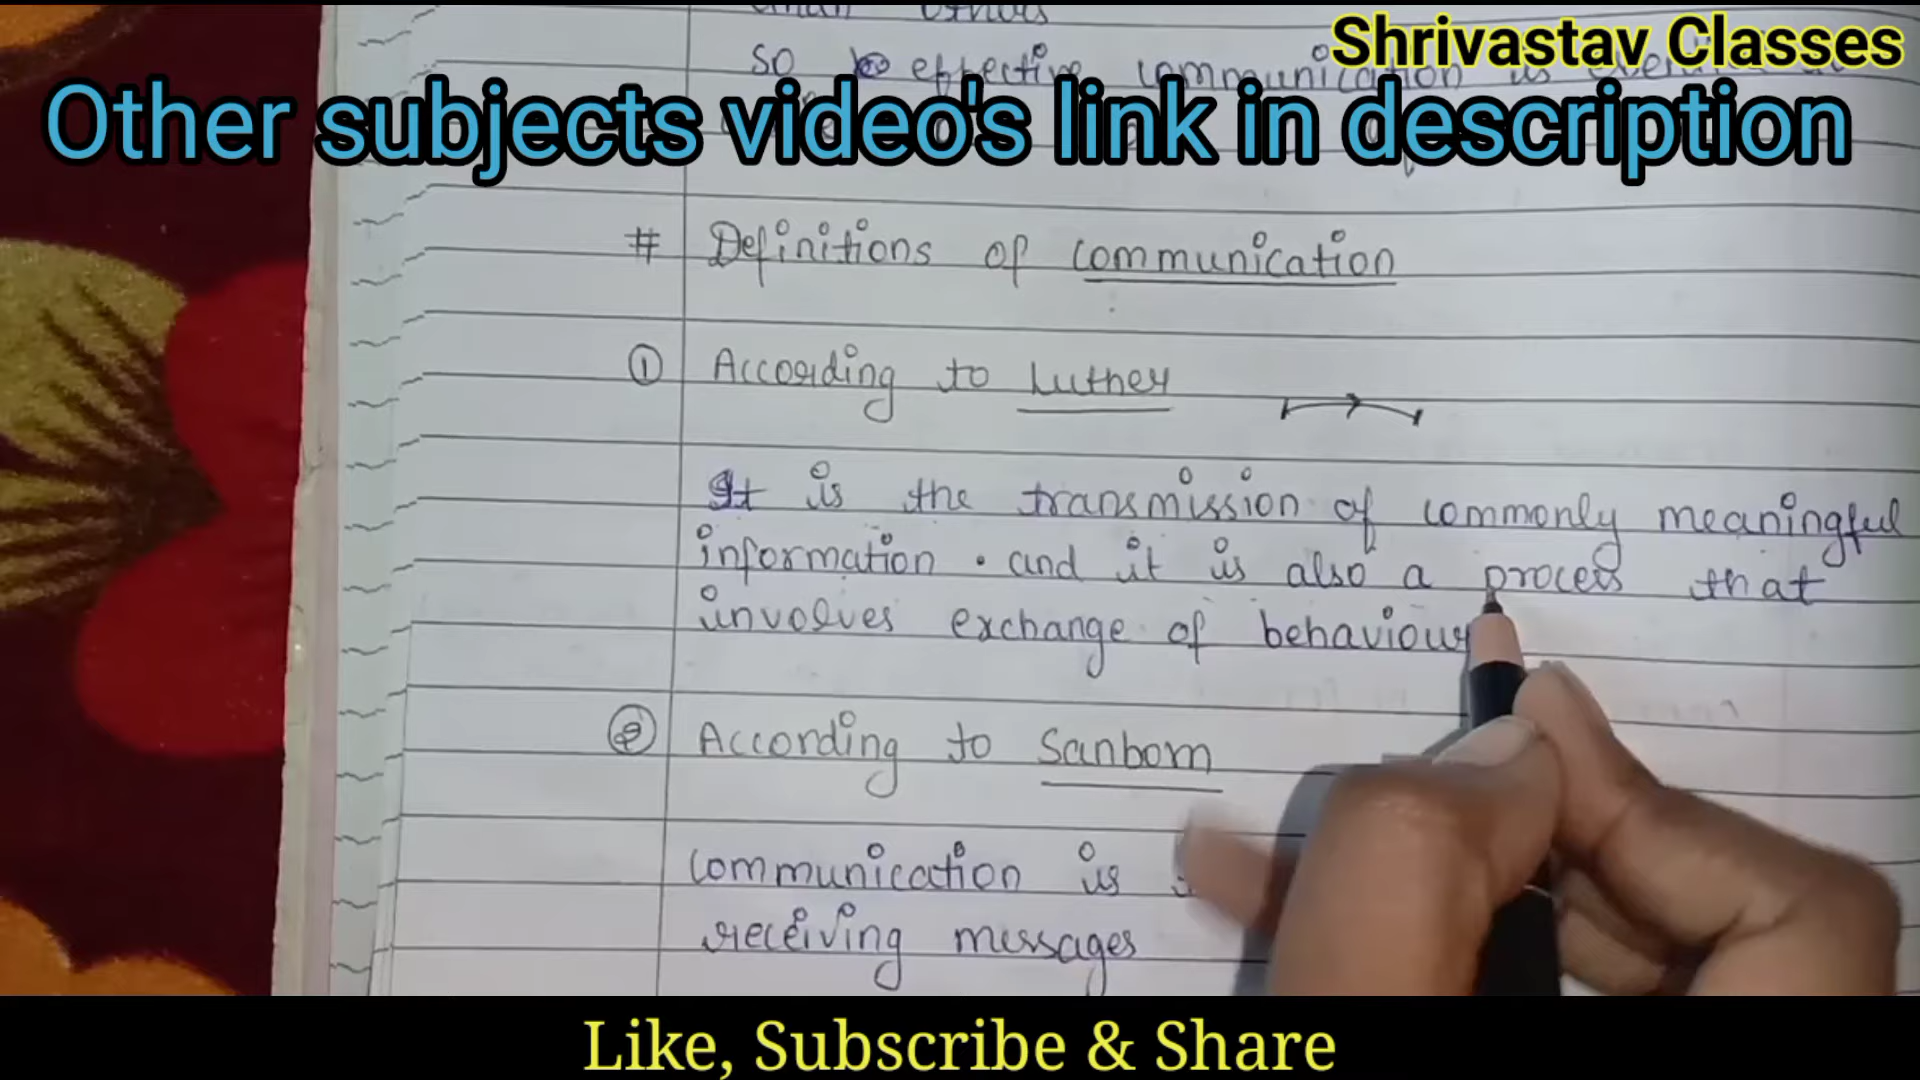 Shrivastav Classes
so effective communication is
Other subjects video's link in description
# Definitions of communication
① According to Luther
It is the transmission of commonly meaningful
information . and it is also a process that
involves exchange of behaviour
② According to Sanborn
communication is
receiving messages
Like, Subscribe & Share